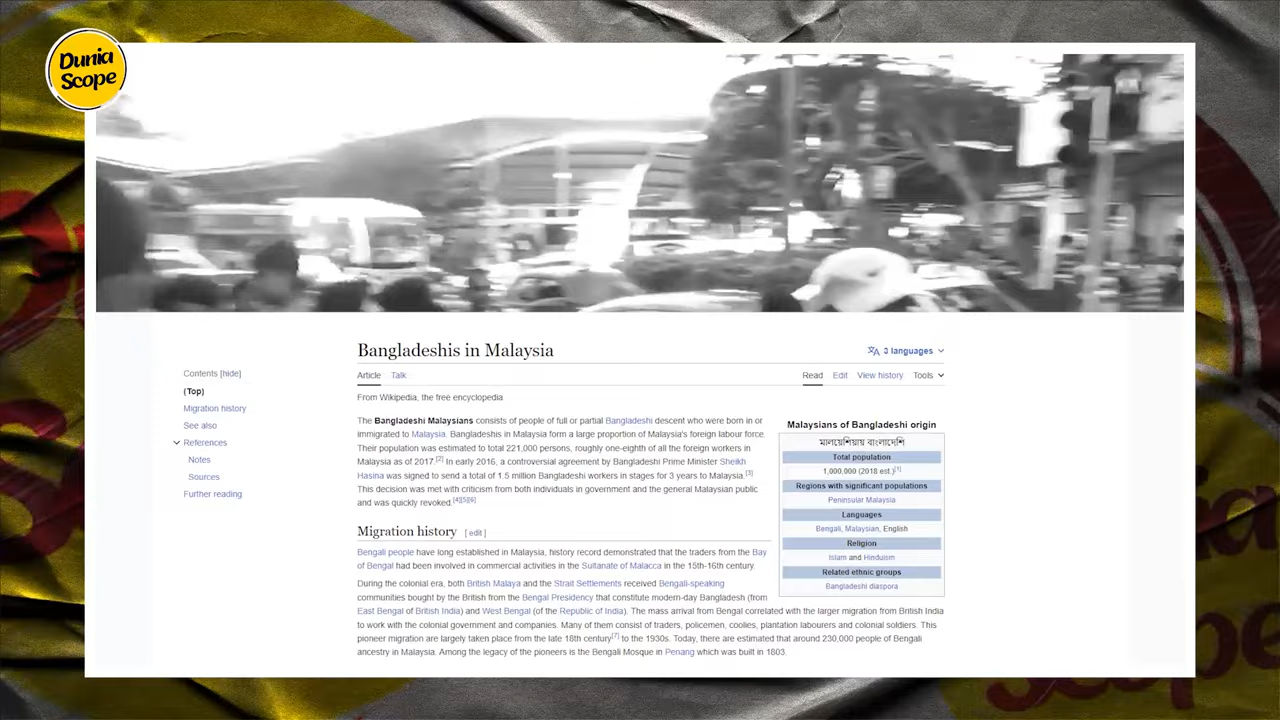 Dunia
Scope
Bangladeshis in Malaysia
3 languages
Contents [hide]
(Top)
Migration history
See also
References
Notes
Sources
Further reading
Article Talk
Read Edit View history Tools
From Wikipedia, the free encyclopedia
The Bangladeshi Malaysians consists of people of full or partial Bangladeshi descent who were born in or
immigrated to Malaysia. Bangladeshis in Malaysia form a large proportion of Malaysia's foreign labour force.
Their population was estimated to total 221,000 persons, roughly one-eighth of all the foreign workers in
Malaysia as of 2017.[2] In early 2016, a controversial agreement by Bangladeshi Prime Minister Sheikh
Hasina was signed to send a total of 1.5 million Bangladeshi workers in stages for 3 years to Malaysia.[3]
This decision was met with criticism from both individuals in government and the general Malaysian public
and was quickly revoked.[4][5][6]
Malaysians of Bangladeshi origin
মালয়েশিয়ায় বাংলাদেশি
Total population
1,000,000 (2018 est.)[1]
Regions with significant populations
Peninsular Malaysia
Languages
Bengali, Malaysian, English
Religion
Islam and Hinduism
Related ethnic groups
Bangladeshi diaspora
Migration history [ edit ]
Bengali people have long established in Malaysia, history record demonstrated that the traders from the Bay
of Bengal had been involved in commercial activities in the Sultanate of Malacca in the 15th-16th century.
During the colonial era, both British Malaya and the Strait Settlements received Bengali-speaking
communities bought by the British from the Bengal Presidency that constitute modern-day Bangladesh (from
East Bengal of British India) and West Bengal (of the Republic of India). The mass arrival from Bengal correlated with the larger migration from British India
to work with the colonial government and companies. Many of them consist of traders, policemen, coolies, plantation labourers and colonial soldiers. This
pioneer migration are largely taken place from the late 18th century[7] to the 1930s. Today, there are estimated that around 230,000 people of Bengali
ancestry in Malaysia. Among the legacy of the pioneers is the Bengali Mosque in Penang which was built in 1803.